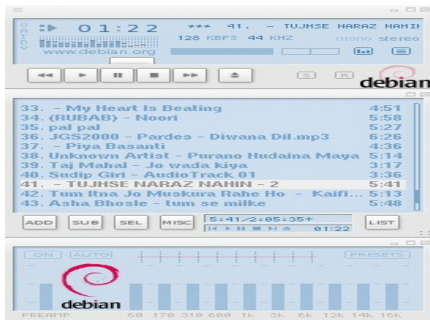 01:22
*** 41. - TUJHSE NARAZ NAHIN
128 KBPS 44 KHZ
mono stereo
www.debian.org
debian
33. - My Heart Is Beating 4:51
34. (RUBAB) - Noori 5:58
35. pal pal 5:27
36. JGS2000 - Pardes - Diwana Dil.mp3 6:26
37. - Piya Basanti 4:36
38. Unknown Artist - Purano Hudaina Maya 5:14
39. Taj Mahal - Jo wada kiya 3:17
40. Sudip Giri - AudioTrack 01 3:36
41. - TUJHSE NARAZ NAHIN - 2 5:41
42. Tum Itna Jo Muskura Rahe Ho - Kaifi... 5:13
43. Asha Bhosle - tum se milke 5:48
ADD SUB SEL MISC 5:41/2:05:35+ LIST
01:22
ON AUTO PRESETS
debian
PREAMP 60 170 310 600 1K 3K 6K 12K 14K 16K